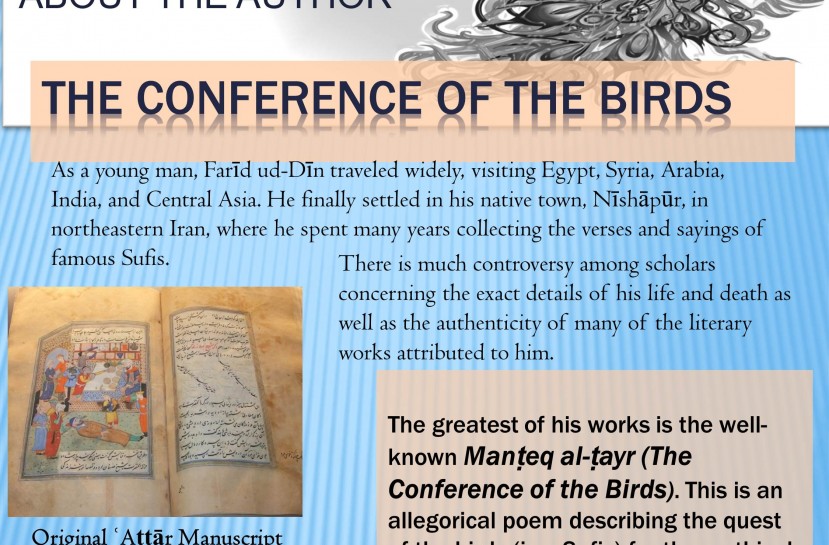 ABOUT THE AUTHOR
THE CONFERENCE OF THE BIRDS
As a young man, Farīd ud-Dīn traveled widely, visiting Egypt, Syria, Arabia,
India, and Central Asia. He finally settled in his native town, Nīshāpūr, in
northeastern Iran, where he spent many years collecting the verses and sayings of
famous Sufis.
There is much controversy among scholars
concerning the exact details of his life and death as
well as the authenticity of many of the literary
works attributed to him.
The greatest of his works is the well-
known Manṭeq al-ṭayr (The
Conference of the Birds). This is an
allegorical poem describing the quest
Original ʿAṭṭār Manuscript